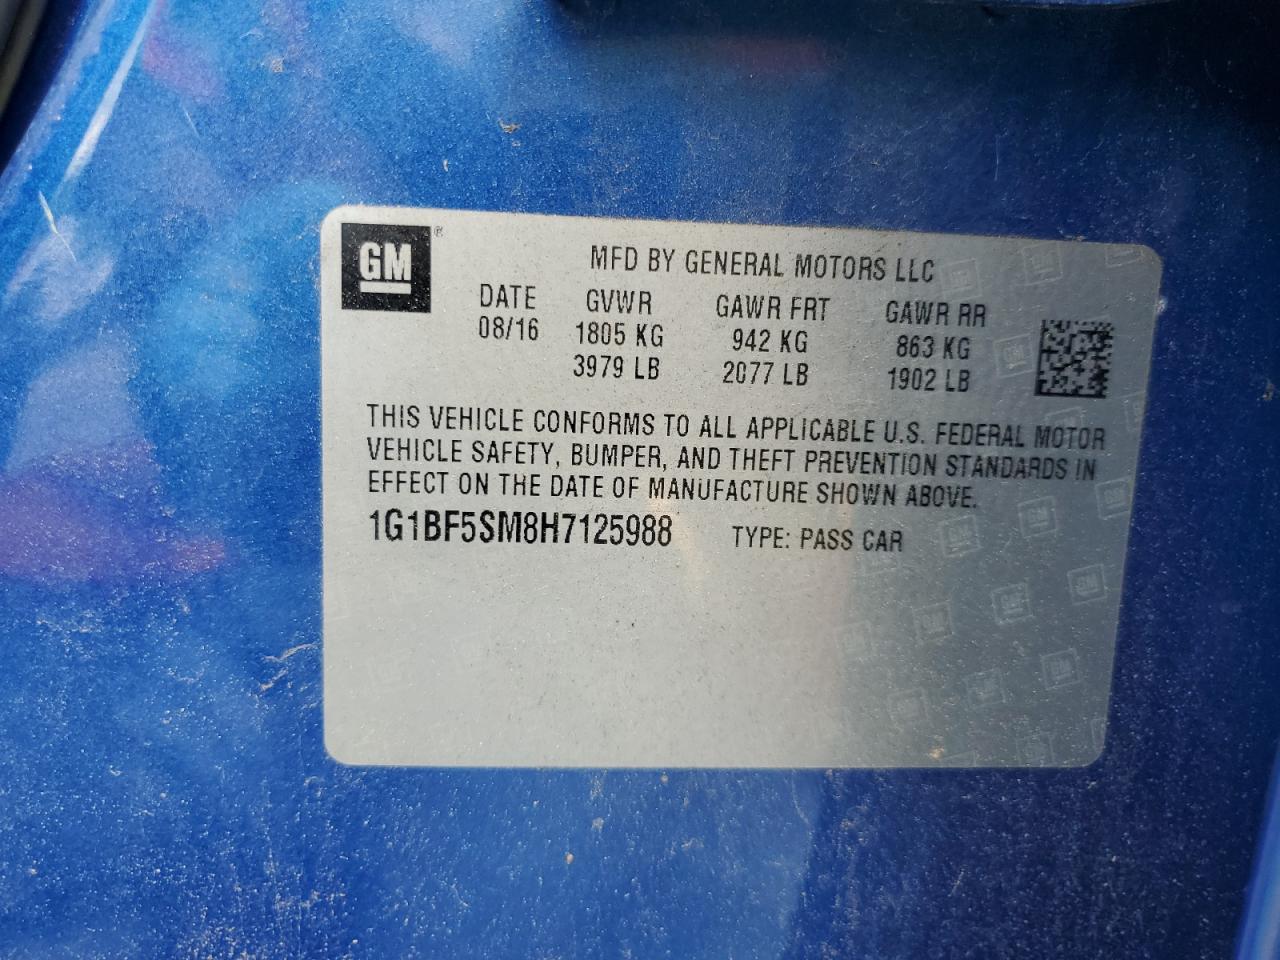 GM ®
MFD BY GENERAL MOTORS LLC
DATE GVWR GAWR FRT GAWR RR
08/16 1805 KG 942 KG 863 KG
3979 LB 2077 LB 1902 LB
THIS VEHICLE CONFORMS TO ALL APPLICABLE U.S. FEDERAL MOTOR
VEHICLE SAFETY, BUMPER, AND THEFT PREVENTION STANDARDS IN
EFFECT ON THE DATE OF MANUFACTURE SHOWN ABOVE.
1G1BF5SM8H7125988 TYPE: PASS CAR